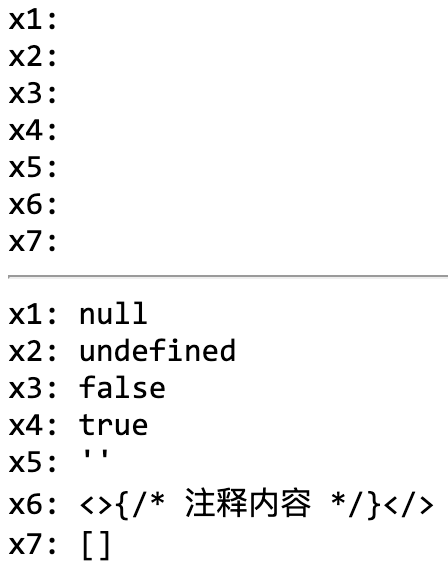 x1:
x2:
x3:
x4:
x5:
x6:
x7:
x1: null
x2: undefined
x3: false
x4: true
x5: ''
x6: <>{/* 注释内容 */}</>
x7: []